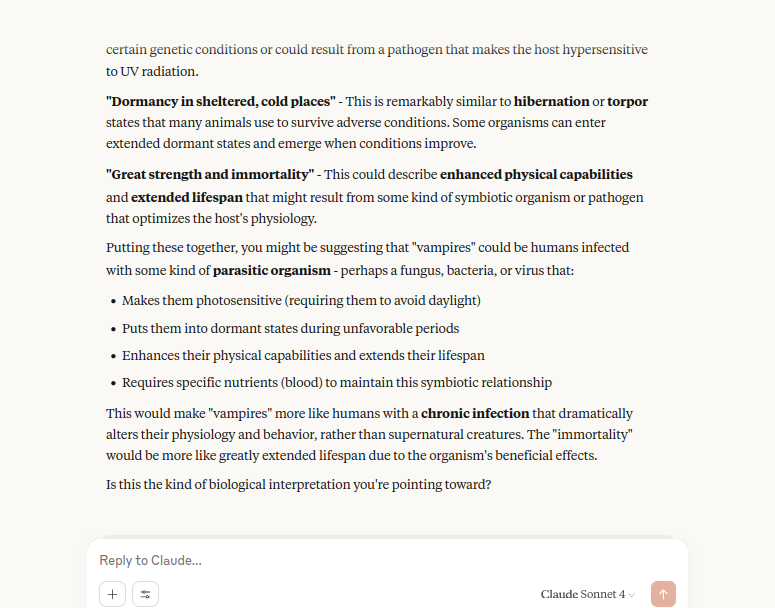 certain genetic conditions or could result from a pathogen that makes the host hypersensitive
to UV radiation.
"Dormancy in sheltered, cold places" - This is remarkably similar to hibernation or torpor
states that many animals use to survive adverse conditions. Some organisms can enter
extended dormant states and emerge when conditions improve.
"Great strength and immortality" - This could describe enhanced physical capabilities
and extended lifespan that might result from some kind of symbiotic organism or pathogen
that optimizes the host's physiology.
Putting these together, you might be suggesting that "vampires" could be humans infected
with some kind of parasitic organism - perhaps a fungus, bacteria, or virus that:
• Makes them photosensitive (requiring them to avoid daylight)
• Puts them into dormant states during unfavorable periods
• Enhances their physical capabilities and extends their lifespan
• Requires specific nutrients (blood) to maintain this symbiotic relationship
This would make "vampires" more like humans with a chronic infection that dramatically
alters their physiology and behavior, rather than supernatural creatures. The "immortality"
would be more like greatly extended lifespan due to the organism's beneficial effects.
Is this the kind of biological interpretation you're pointing toward?
Reply to Claude...
Claude Sonnet 4